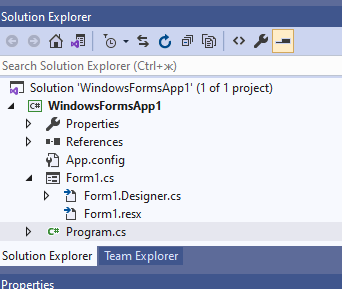 Solution Explorer
Search Solution Explorer (Ctrl+ж)
Solution 'WindowsFormsApp1' (1 of 1 project)
C# WindowsFormsApp1
Properties
References
App.config
Form1.cs
Form1.Designer.cs
Form1.resx
C# Program.cs
Solution Explorer Team Explorer
Properties